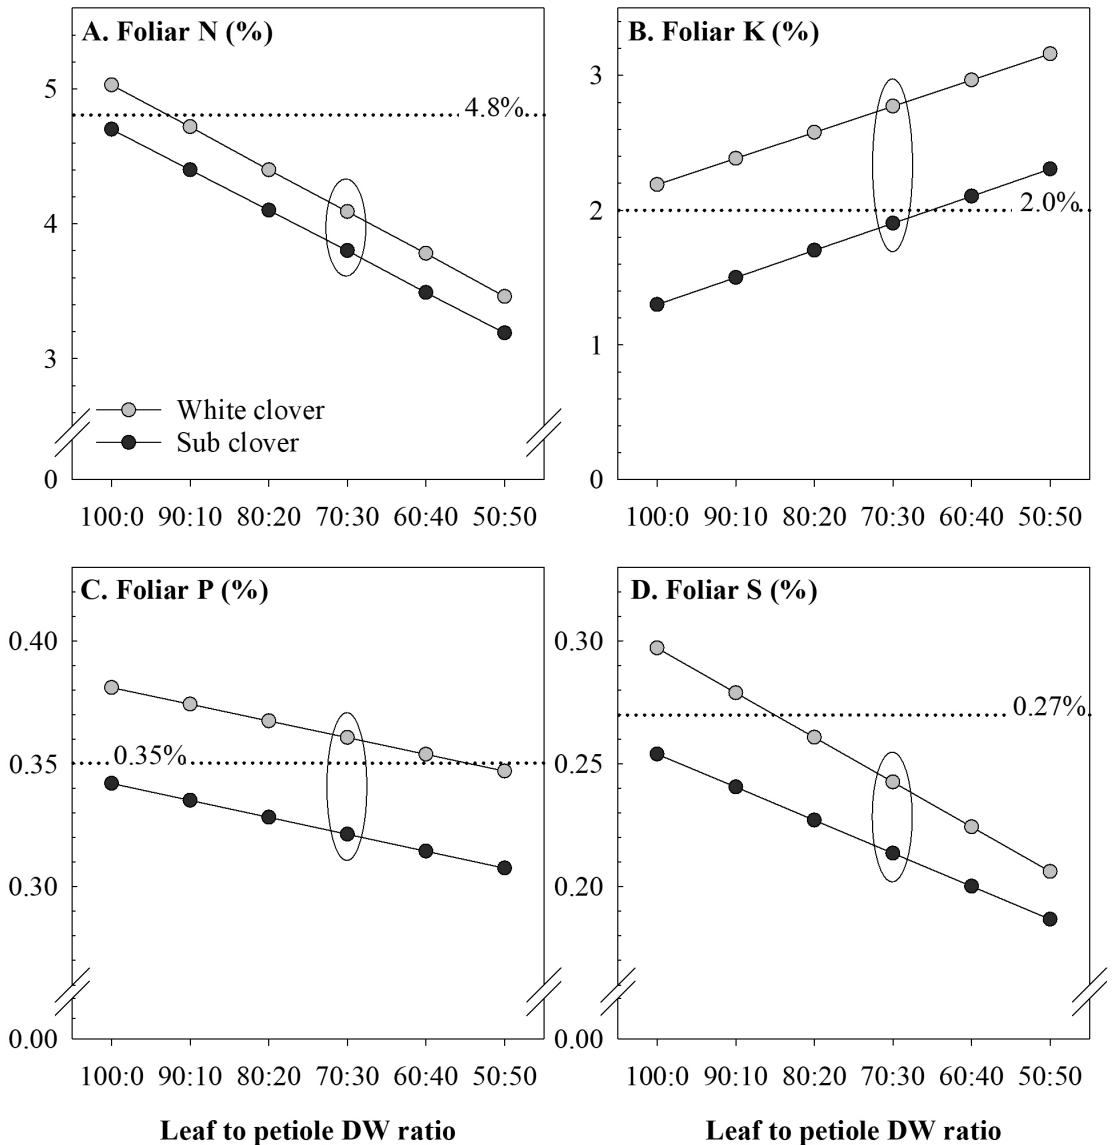 A. Foliar N (%)
5
4
3
0
4.8%
White clover
Sub clover
100:0 90:10 80:20 70:30 60:40 50:50
B. Foliar K (%)
3
2
1
0
2.0%
100:0 90:10 80:20 70:30 60:40 50:50
C. Foliar P (%)
0.40
0.35
0.30
0.00
0.35%
100:0 90:10 80:20 70:30 60:40 50:50
Leaf to petiole DW ratio
D. Foliar S (%)
0.30
0.25
0.20
0.00
0.27%
100:0 90:10 80:20 70:30 60:40 50:50
Leaf to petiole DW ratio